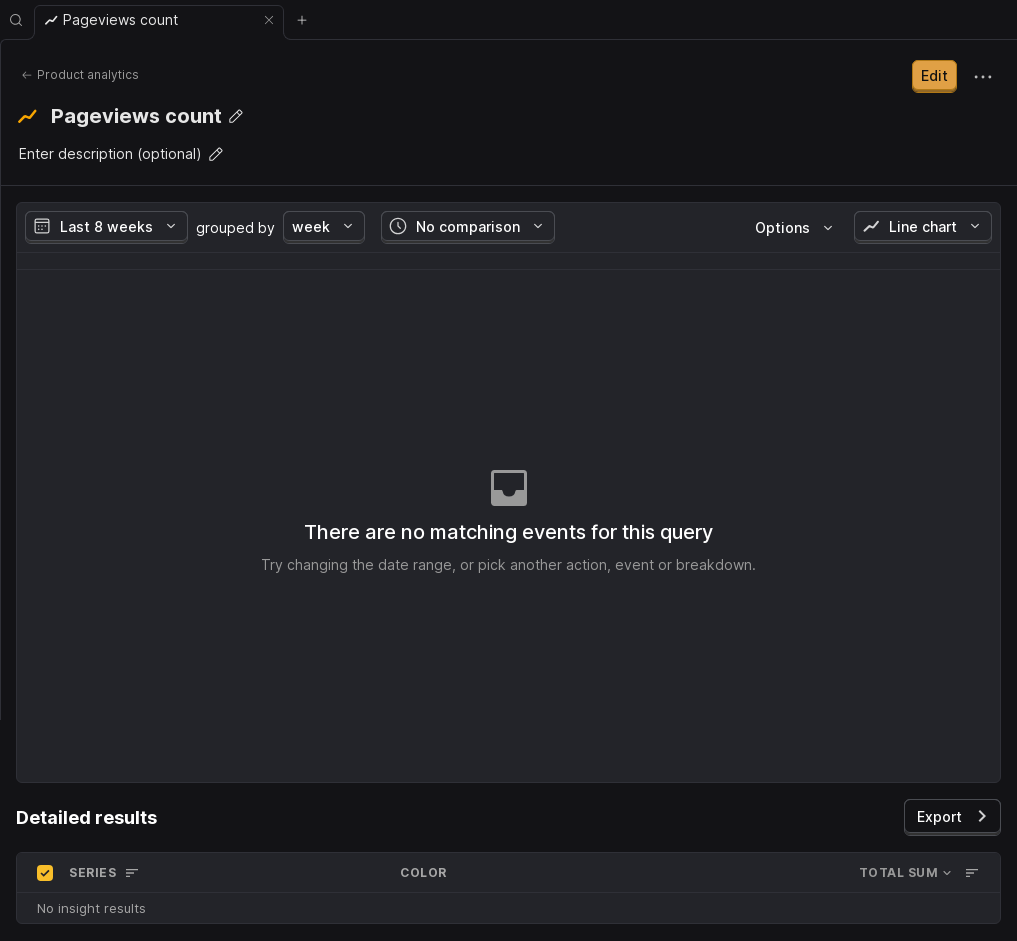 Pageviews count
Product analytics
Edit
Pageviews count
Enter description (optional)
Last 8 weeks grouped by week No comparison Options Line chart
There are no matching events for this query
Try changing the date range, or pick another action, event or breakdown.
Detailed results
Export
SERIES COLOR TOTAL SUM
No insight results